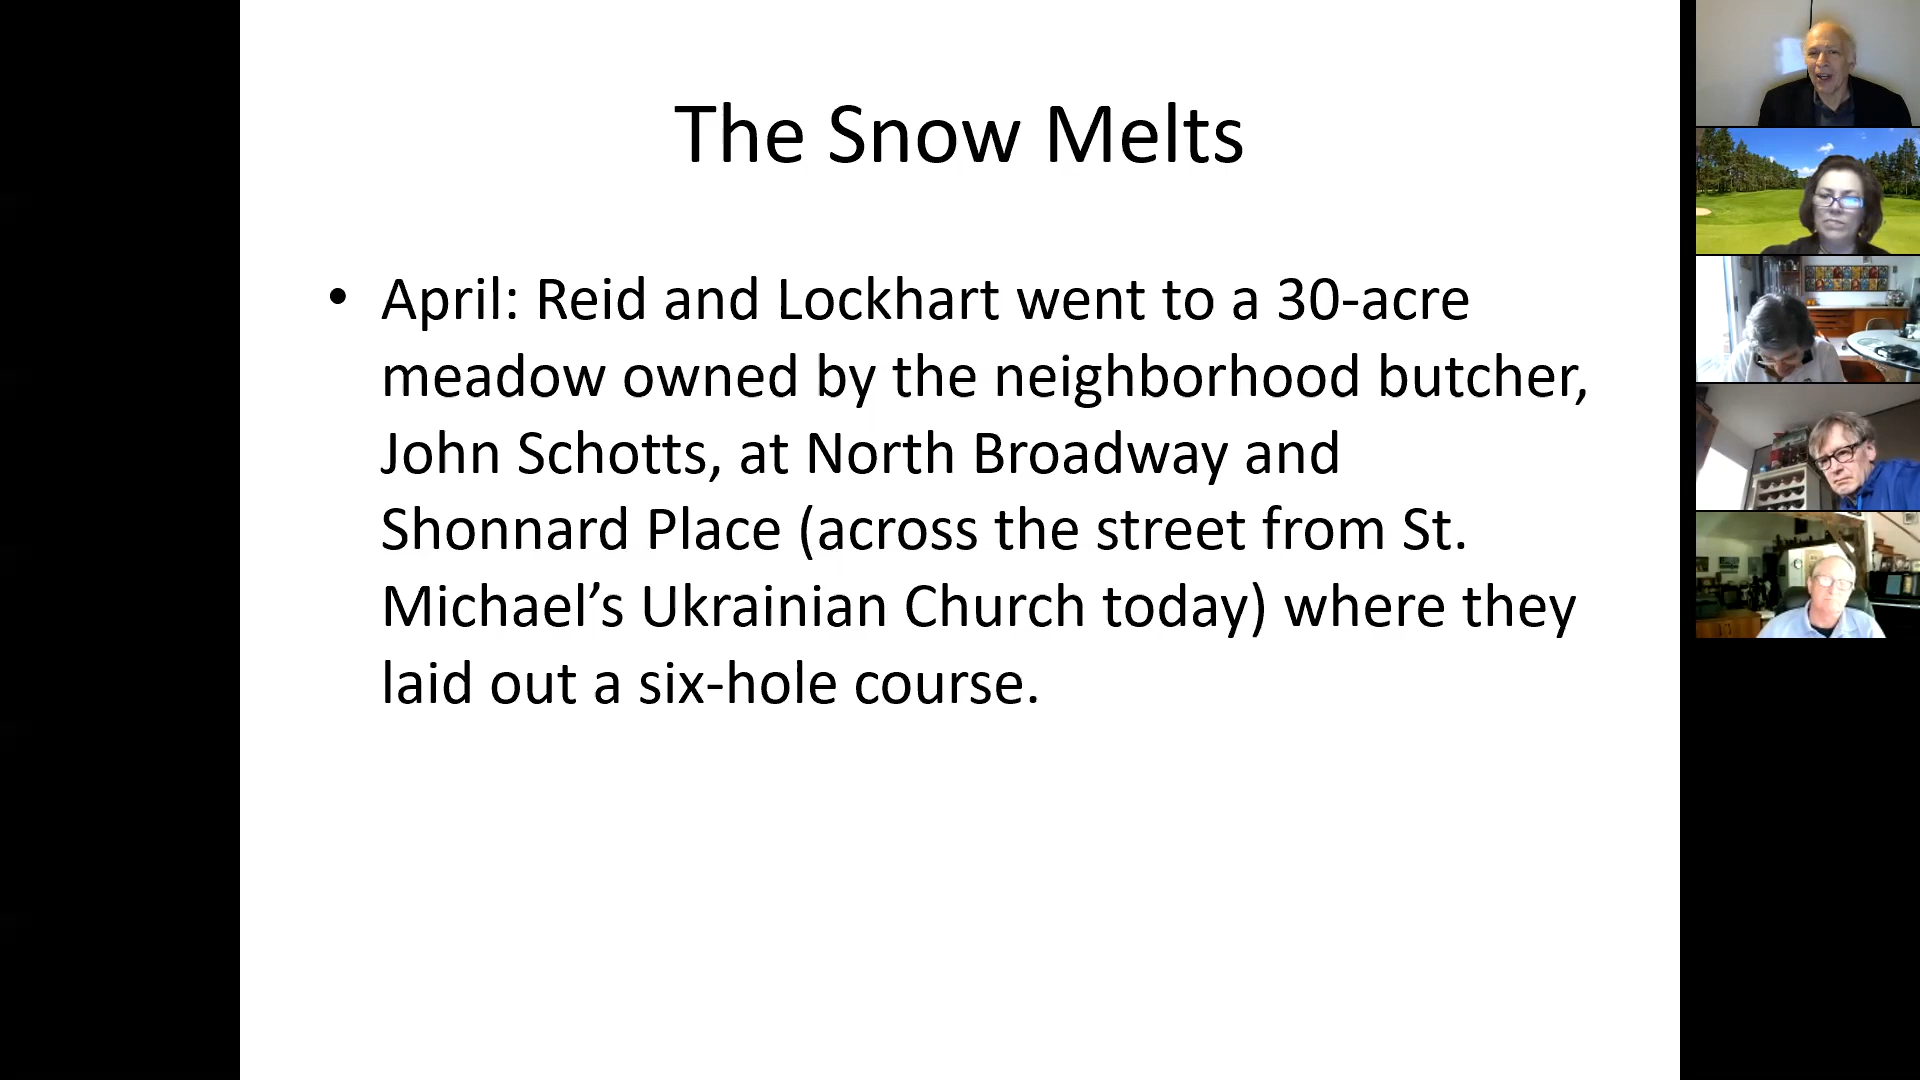 The Snow Melts
• April: Reid and Lockhart went to a 30-acre
meadow owned by the neighborhood butcher,
John Schotts, at North Broadway and
Shonnard Place (across the street from St.
Michael’s Ukrainian Church today) where they
laid out a six-hole course.